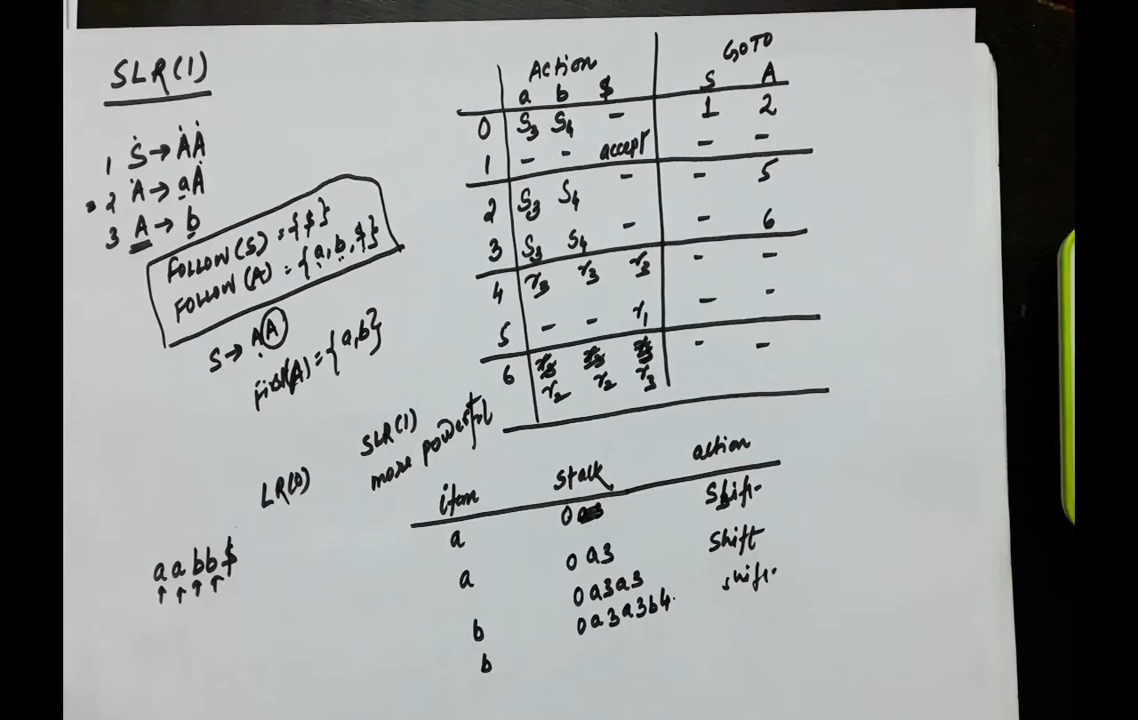 SLR(1)
1 S → AA
2 A → aA
3 A → b
FOLLOW(S) = {$}
FOLLOW(A) = {a, b, $}
S → AA
First(A) = {a, b}
LR(0) SLR(1)
more powerful
a a b b $
Action GOTO
a b $ S A
0 S3 S4 - 1 2
1 - - accept - -
2 S3 S4 - - 5
3 S3 S4 - - 6
4 r3 r3 r3 - -
5 - - r1 - -
6 r2 r2 r3 - -
item stack action
a 0 Shift
a 0a3 Shift
b 0a3a3 shift
b 0a3a3b4